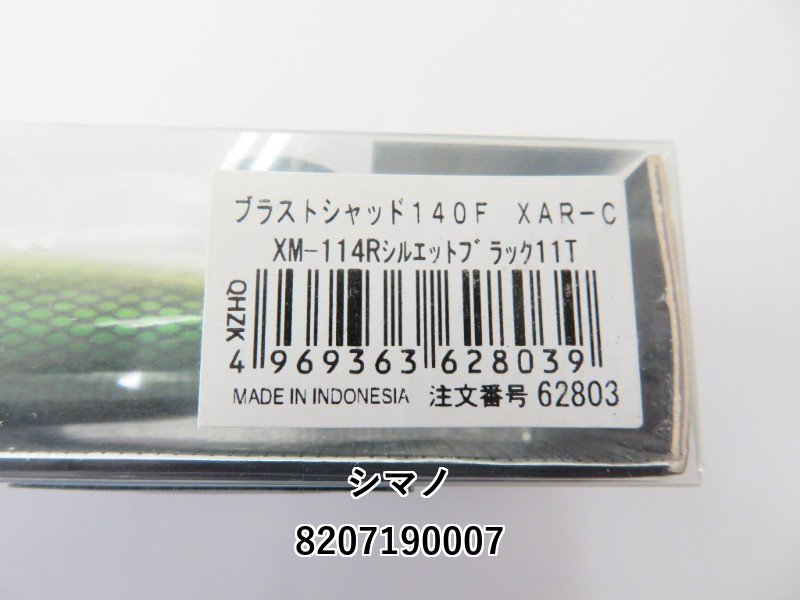 ブラストシャッド140F XAR-C
XM-114Rシルエットブラック11T
QHZK
4 969363 628039
MADE IN INDONESIA 注文番号 62803
シマノ
8207190007